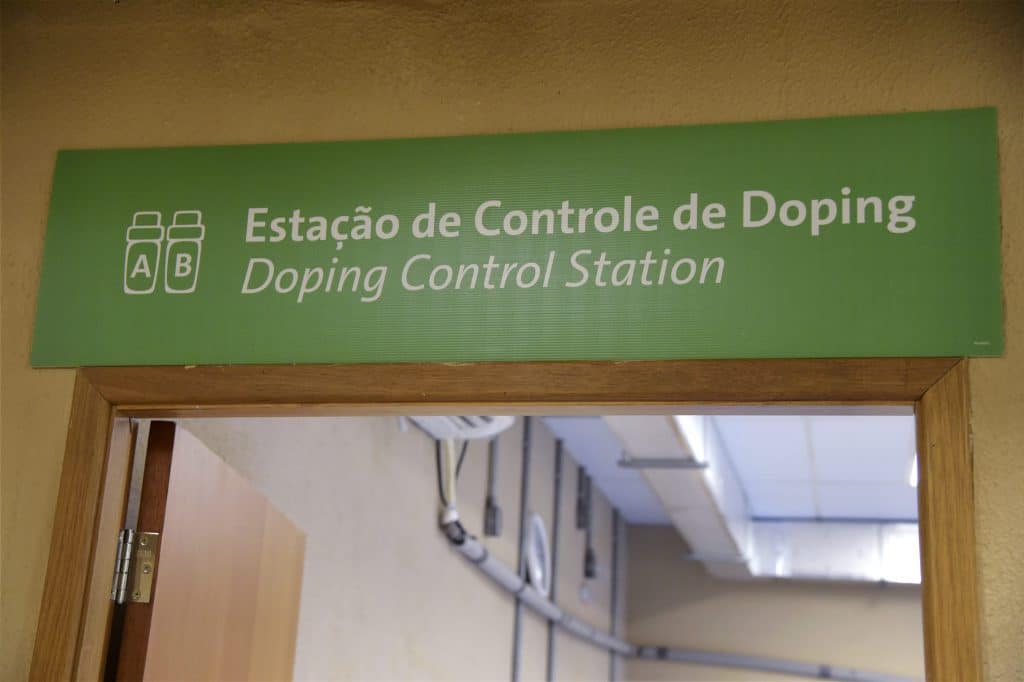 A B
Estação de Controle de Doping
Doping Control Station